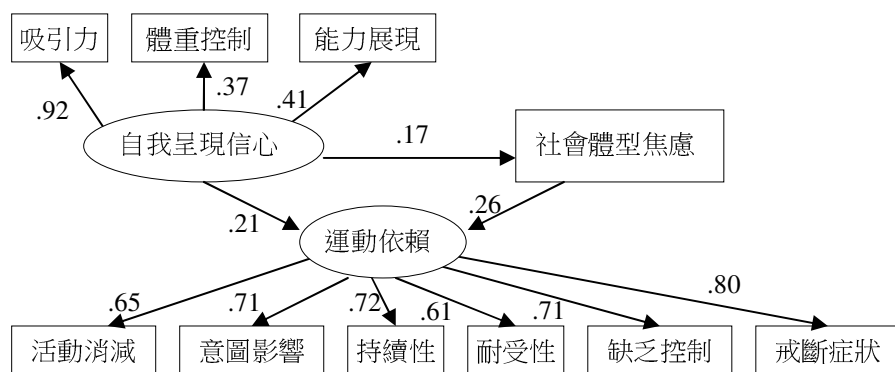 吸引力
體重控制
能力展現
.92
.37
.41
自我呈現信心
.17
社會體型焦慮
.21
.26
運動依賴
.65
.71
.72
.61
.71
.80
活動消減
意圖影響
持續性
耐受性
缺乏控制
戒斷症狀